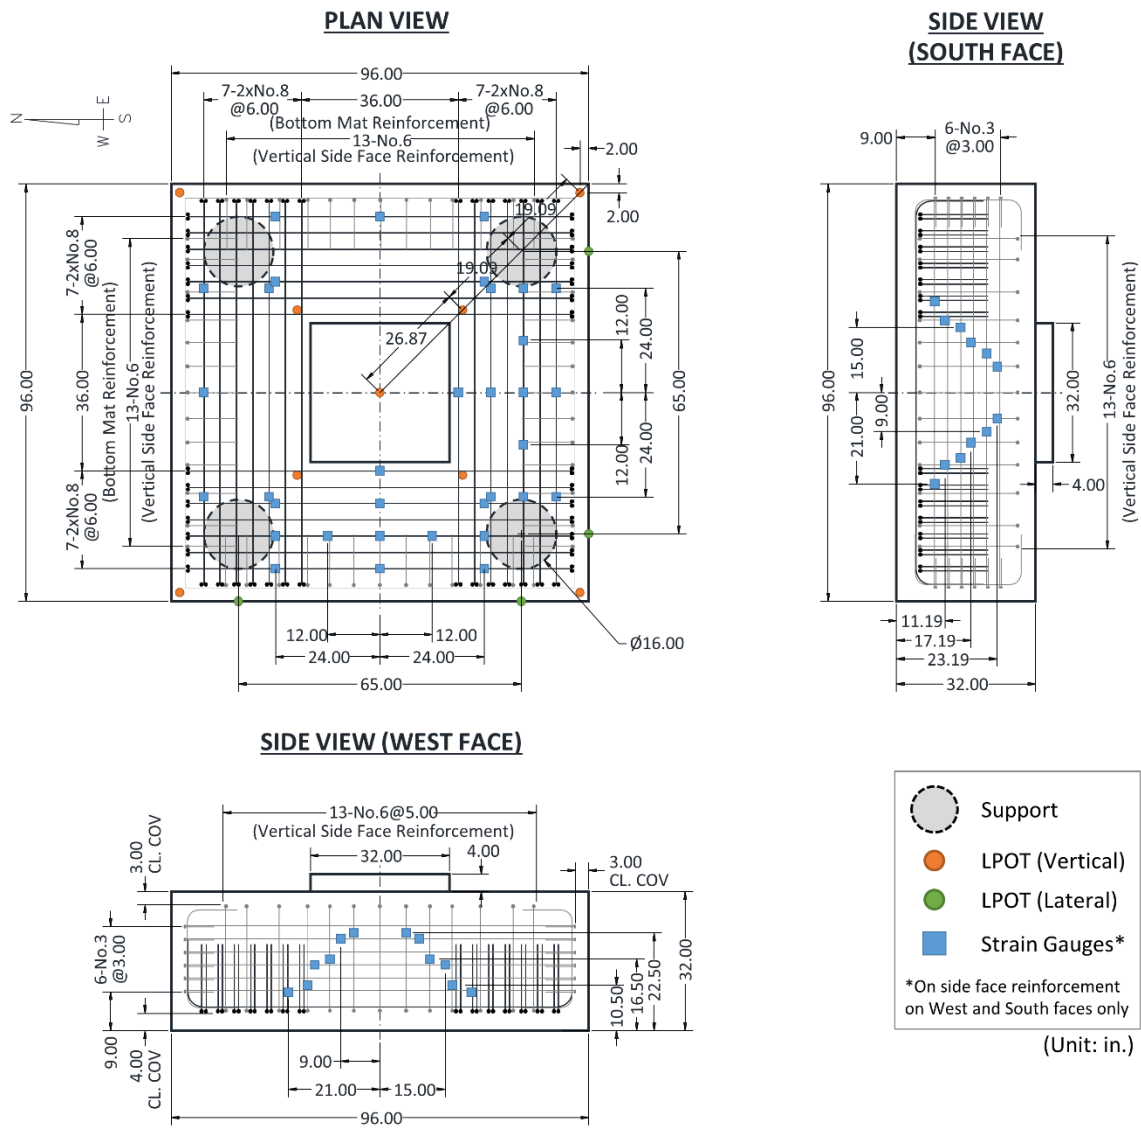 PLAN VIEW
SIDE VIEW
(SOUTH FACE)
96.00
7-2xNo.8
@6.00
36.00
7-2xNo.8
@6.00
(Bottom Mat Reinforcement)
13-No.6
(Vertical Side Face Reinforcement)
N
E
W
S
2.00
2.00
19.09
19.09
26.87
96.00
7-2xNo.8
@6.00
36.00
(Bottom Mat Reinforcement)
13-No.6
(Vertical Side Face Reinforcement)
7-2xNo.8
@6.00
12.00
24.00
12.00
24.00
65.00
12.00
12.00
24.00
24.00
65.00
Ø16.00
9.00
6-No.3
@3.00
96.00
15.00
9.00
21.00
32.00
13-No.6
(Vertical Side Face Reinforcement)
4.00
11.19
17.19
23.19
32.00
SIDE VIEW (WEST FACE)
13-No.6@5.00
(Vertical Side Face Reinforcement)
32.00
4.00
3.00
CL. COV
3.00
CL. COV
6-No.3
@3.00
9.00
4.00
CL. COV
10.50
16.50
22.50
32.00
9.00
21.00
15.00
96.00
Support
LPOT (Vertical)
LPOT (Lateral)
Strain Gauges*
*On side face reinforcement
on West and South faces only
(Unit: in.)